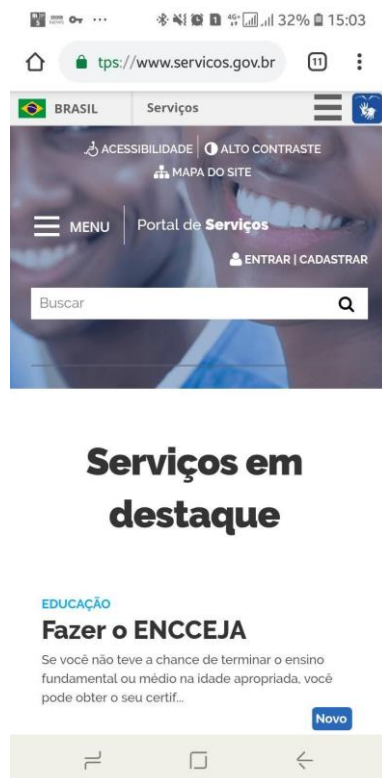 32% 15:03
tps://www.servicos.gov.br 11
BRASIL Serviços
ACESSIBILIDADE ALTO CONTRASTE
MAPA DO SITE
MENU Portal de Serviços
ENTRAR | CADASTRAR
Buscar
Serviços em
destaque
EDUCAÇÃO
Fazer o ENCCEJA
Se você não teve a chance de terminar o ensino
fundamental ou médio na idade apropriada, você
pode obter o seu certif...
Novo